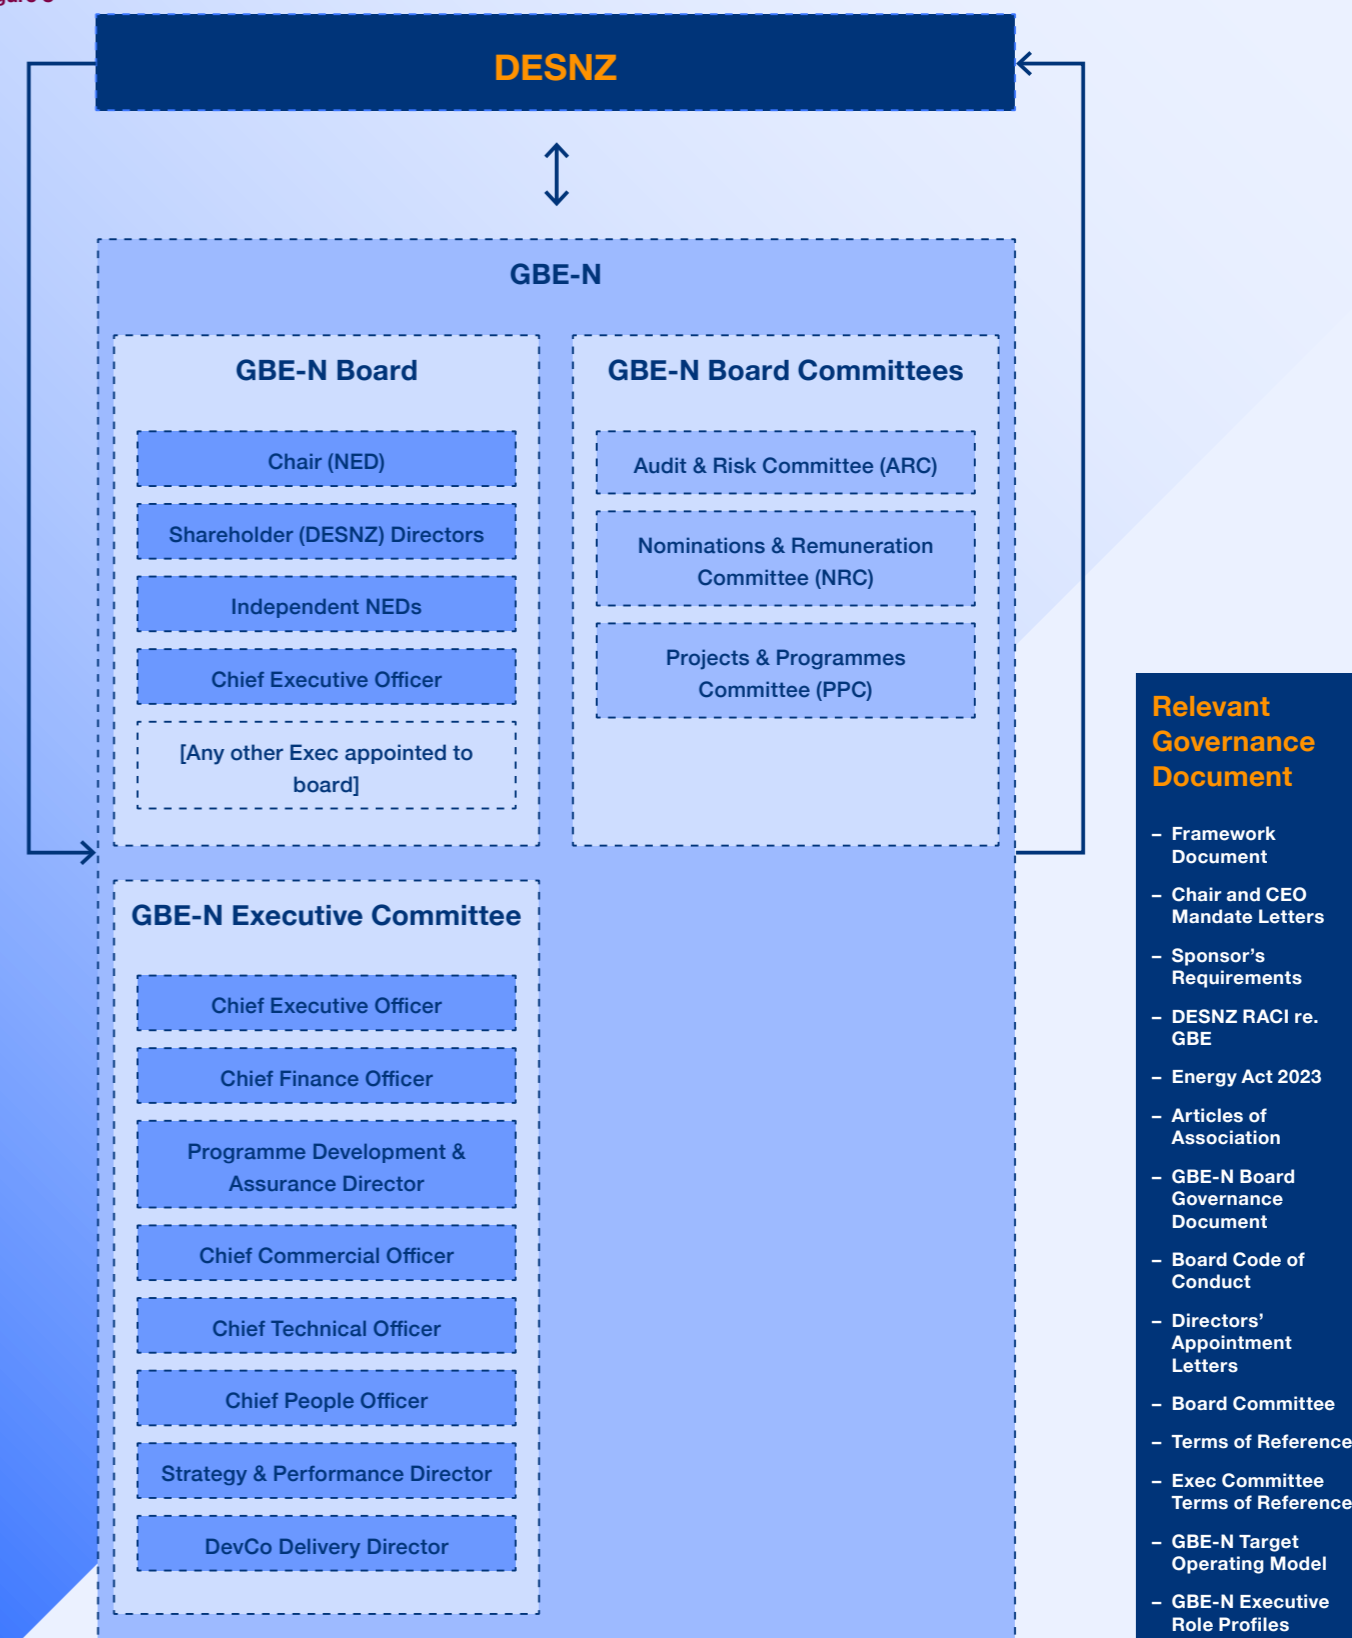 DESNZ
GBE-N
GBE-N Board
Chair (NED)
Shareholder (DESNZ) Directors
Independent NEDs
Chief Executive Officer
[Any other Exec appointed to
board]
GBE-N Board Committees
Audit & Risk Committee (ARC)
Nominations & Remuneration
Committee (NRC)
Projects & Programmes
Committee (PPC)
GBE-N Executive Committee
Chief Executive Officer
Chief Finance Officer
Programme Development &
Assurance Director
Chief Commercial Officer
Chief Technical Officer
Chief People Officer
Strategy & Performance Director
DevCo Delivery Director
Relevant
Governance
Document
– Framework
Document
– Chair and CEO
Mandate Letters
– Sponsor’s
Requirements
– DESNZ RACI re.
GBE
– Energy Act 2023
– Articles of
Association
– GBE-N Board
Governance
Document
– Board Code of
Conduct
– Directors’
Appointment
Letters
– Board Committee
– Terms of Reference
– Exec Committee
Terms of Reference
– GBE-N Target
Operating Model
– GBE-N Executive
Role Profiles